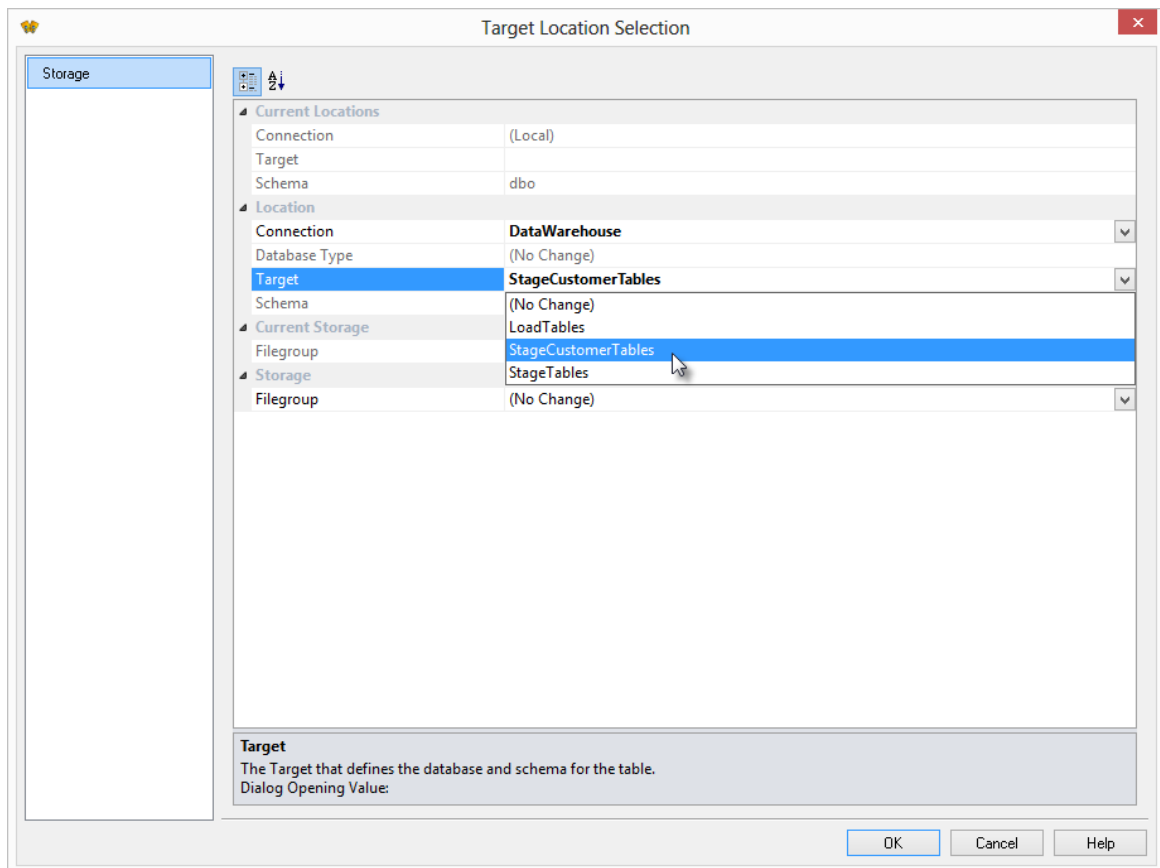 Target Location Selection
Storage
Current Locations
Connection (Local)
Target
Schema dbo
Location
Connection DataWarehouse
Database Type (No Change)
Target StageCustomerTables
Schema (No Change)
LoadTables
Current Storage
Filegroup StageCustomerTables
Storage StageTables
Filegroup (No Change)
Target
The Target that defines the database and schema for the table.
Dialog Opening Value:
OK Cancel Help